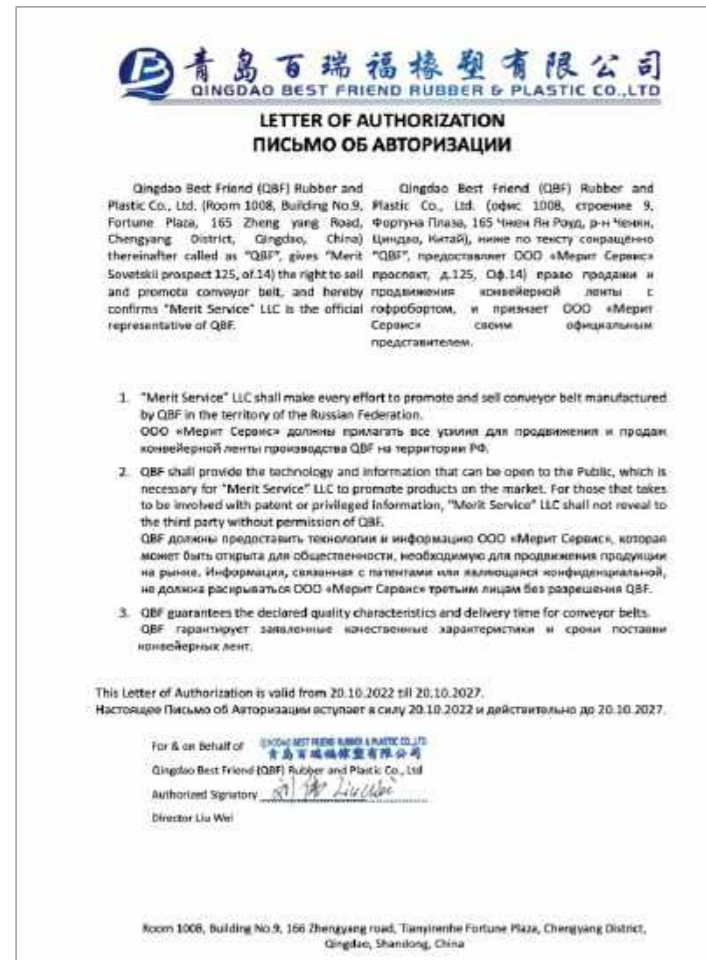 青岛百瑞福橡塑有限公司
QINGDAO BEST FRIEND RUBBER & PLASTIC CO.,LTD
LETTER OF AUTHORIZATION
ПИСЬМО ОБ АВТОРИЗАЦИИ
Qingdao Best Friend (QBF) Rubber and
Plastic Co., Ltd. (Room 1008, Building No.9,
Fortune Plaza, 165 Zheng yang Road,
Chengyang District, Qingdao, China)
thereinafter called as "QBF", gives "Merit
Sovetskii prospect 125, of.14) the right to sell
and promote conveyor belt, and hereby
confirms "Merit Service" LLC is the official
representative of QBF.
Qingdao Best Friend (QBF) Rubber and
Plastic Co., Ltd. (офис 1008, строение 9,
Фортуна Плаза, 165 Чжен Ян Роуд, р-н Ченян,
Циндао, Китай), ниже по тексту сокращённо
"QBF", предоставляет ООО «Мерит Сервис»
проспект, д.125, Оф.14) право продажи и
продвижения конвейерной ленты с
гофробортом, и признает ООО «Мерит
Сервис» своим официальным
представителем.
1. "Merit Service" LLC shall make every effort to promote and sell conveyor belt manufactured
by QBF in the territory of the Russian Federation.
ООО «Мерит Сервис» должны прилагать все усилия для продвижения и продаж
конвейерной ленты производства QBF на территории РФ.
2. QBF shall provide the technology and information that can be open to the Public, which is
necessary for "Merit Service" LLC to promote products on the market. For those that takes
to be involved with patent or privileged information, "Merit Service" LLC shall not reveal to
the third party without permission of QBF.
QBF должны предоставить технологии и информацию ООО «Мерит Сервис», которая
может быть открыта для общественности, необходимую для продвижения продукции
на рынке. Информация, связанная с патентами или являющаяся конфиденциальной,
не должна раскрываться ООО «Мерит Сервис» третьим лицам без разрешения QBF.
3. QBF guarantees the declared quality characteristics and delivery time for conveyor belts.
QBF гарантирует заявленные качественные характеристики и сроки поставки
конвейерных лент.
This Letter of Authorization is valid from 20.10.2022 till 20.10.2027.
Настоящее Письмо об Авторизации вступает в силу 20.10.2022 и действительно до 20.10.2027.
For & on Behalf of
QINGDAO BEST FRIEND RUBBER & PLASTIC CO.,LTD
青岛百瑞福橡塑有限公司
Qingdao Best Friend (QBF) Rubber and Plastic Co., Ltd
Authorized Signatory 刘伟 Liu Wei
Director Liu Wei
Room 1008, Building No.9, 166 Zhengyang road, Tianyirenhe Fortune Plaza, Chengyang District,
Qingdao, Shandong, China